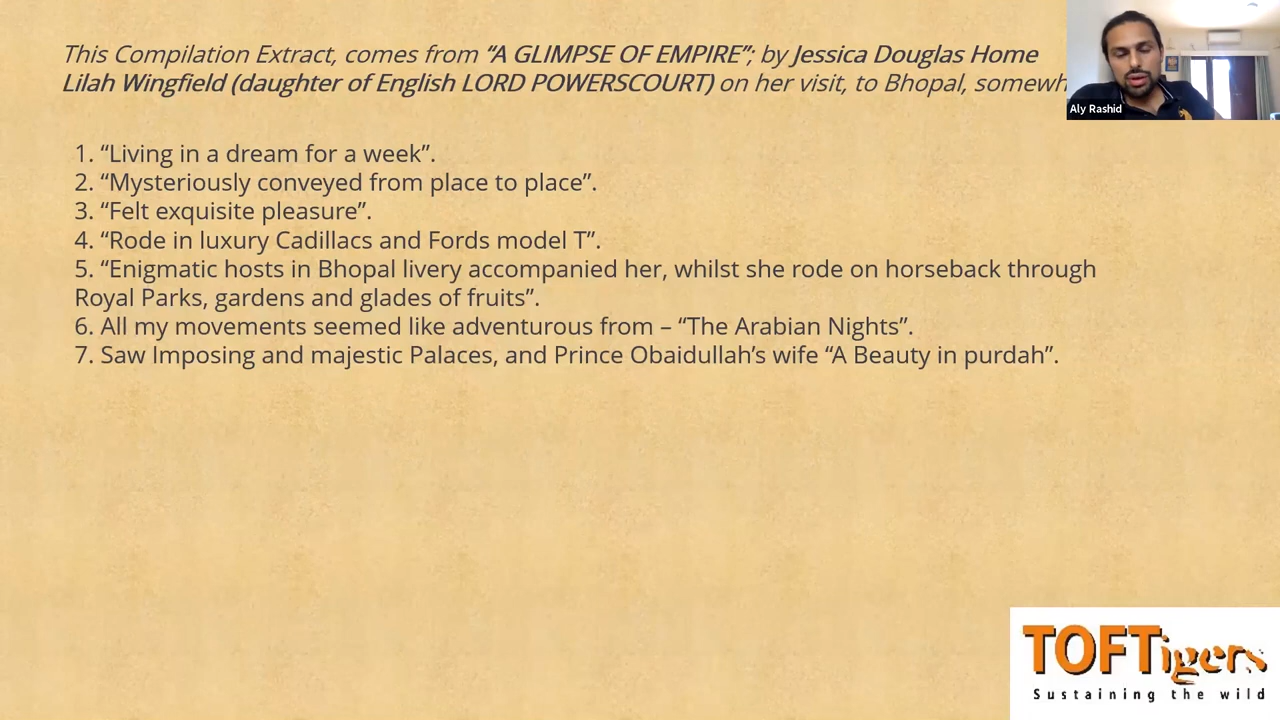 This Compilation Extract, comes from “A GLIMPSE OF EMPIRE”; by Jessica Douglas Home
Lilah Wingfield (daughter of English LORD POWERSCOURT) on her visit, to Bhopal, somewh
Aly Rashid
1. “Living in a dream for a week”.
2. “Mysteriously conveyed from place to place”.
3. “Felt exquisite pleasure”.
4. “Rode in luxury Cadillacs and Fords model T”.
5. “Enigmatic hosts in Bhopal livery accompanied her, whilst she rode on horseback through
Royal Parks, gardens and glades of fruits”.
6. All my movements seemed like adventurous from – “The Arabian Nights”.
7. Saw Imposing and majestic Palaces, and Prince Obaidullah’s wife “A Beauty in purdah”.
TOFTigers
Sustaining the wild